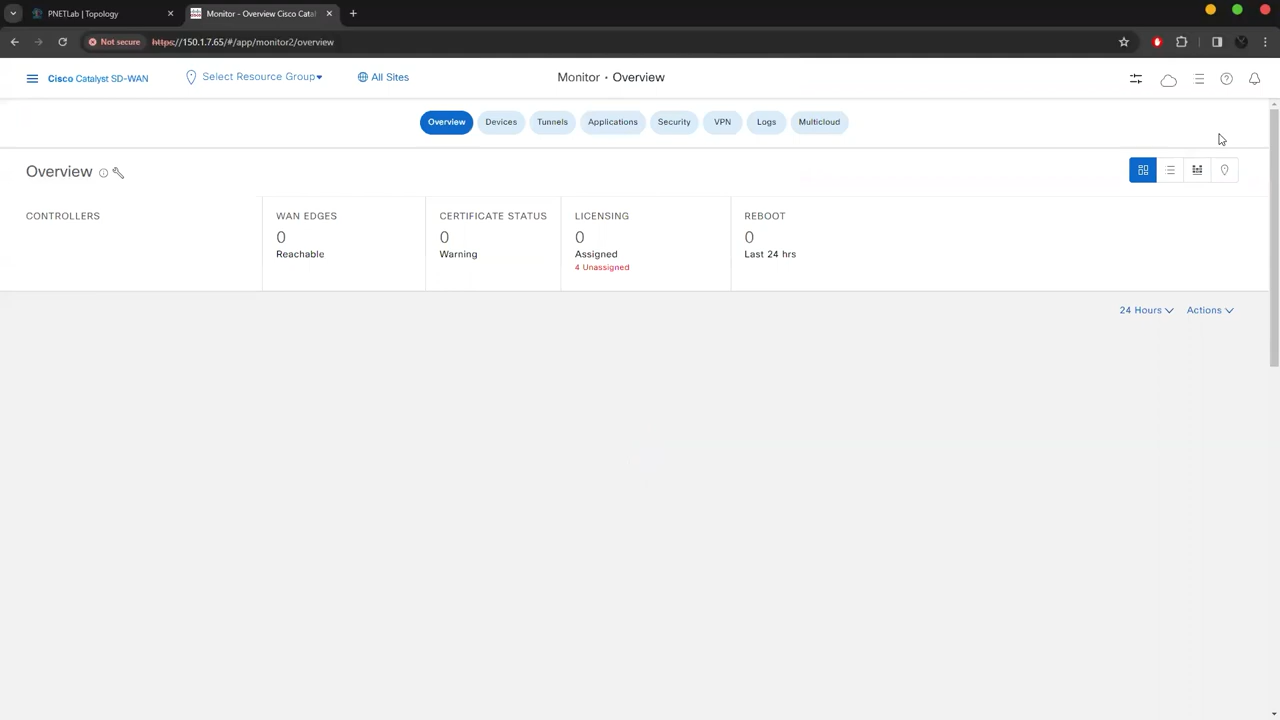 PNETLab | Topology
Monitor - Overview Cisco Catal
Not secure https://150.1.7.65/#/app/monitor2/overview
Cisco Catalyst SD-WAN Select Resource Group All Sites Monitor · Overview
Overview Devices Tunnels Applications Security VPN Logs Multicloud
Overview
CONTROLLERS WAN EDGES CERTIFICATE STATUS LICENSING REBOOT
0 0 0 0
Reachable Warning Assigned Last 24 hrs
4 Unassigned
24 Hours Actions